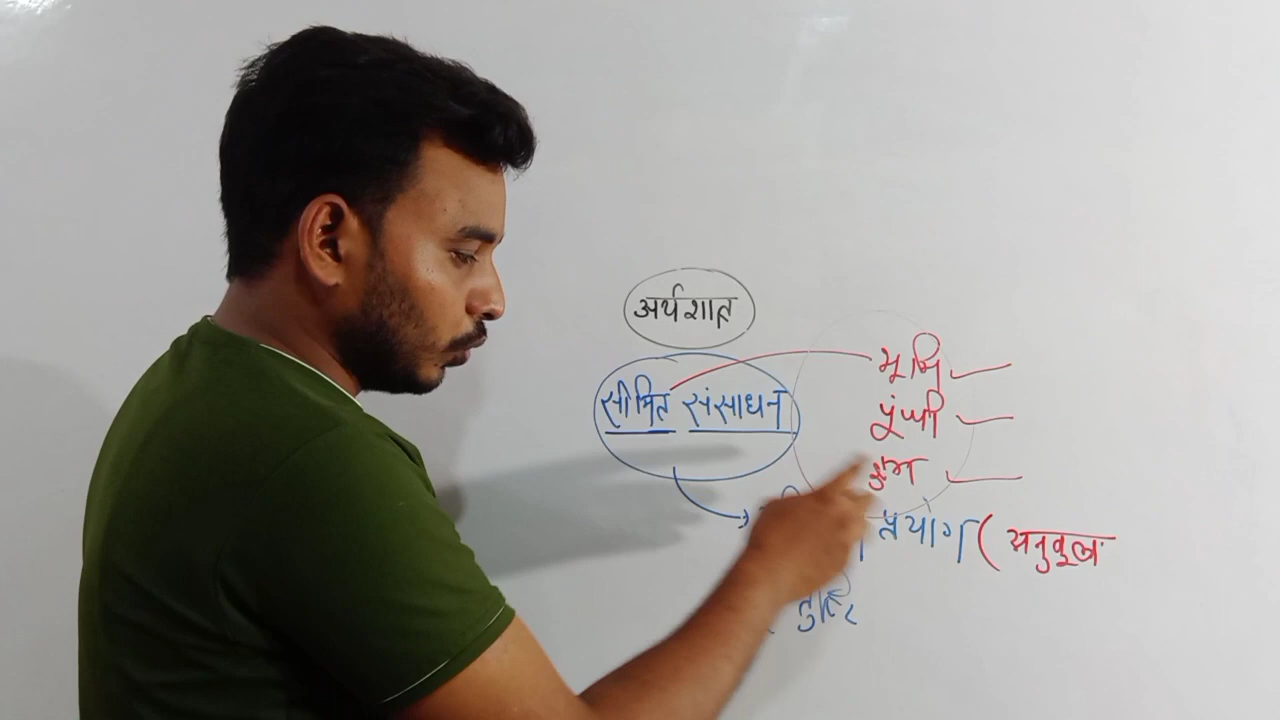 अर्थशात्र
सीमित संसाधन
भूमि
पूंजी
श्रम
(अनुकूल